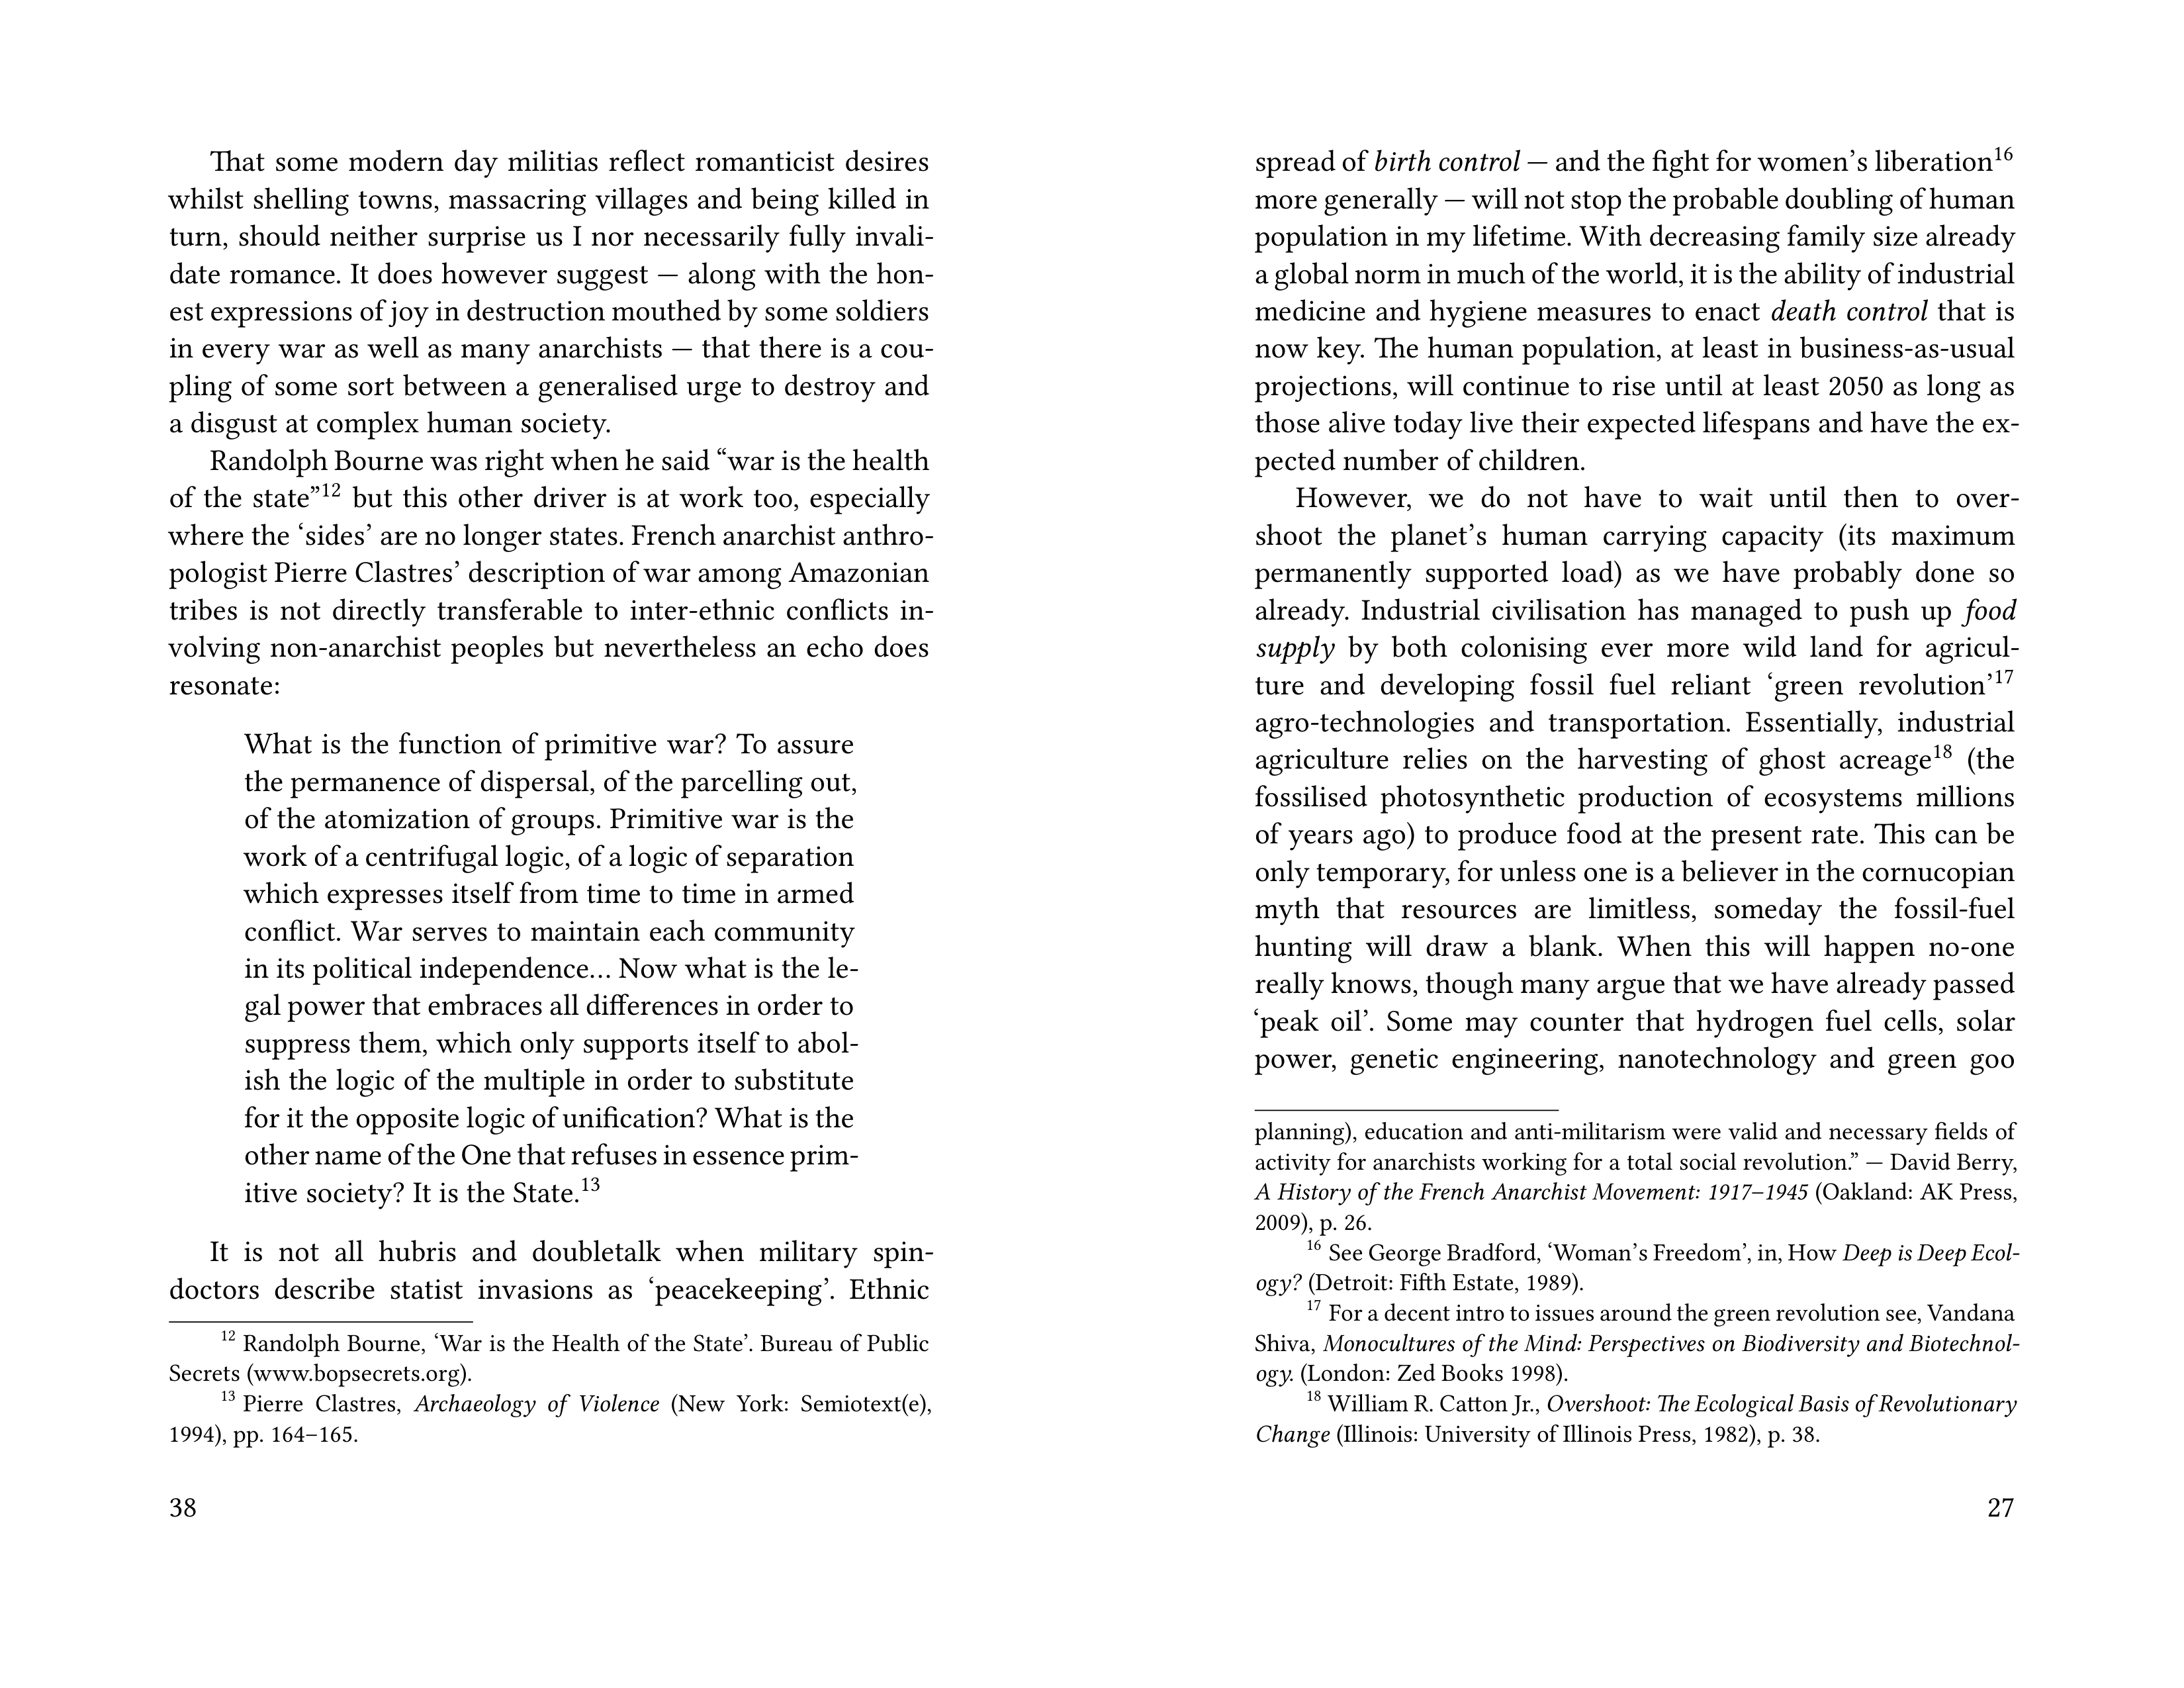 That some modern day militias reflect romanticist desires
whilst shelling towns, massacring villages and being killed in
turn, should neither surprise us I nor necessarily fully invali-
date romance. It does however suggest — along with the hon-
est expressions of joy in destruction mouthed by some soldiers
in every war as well as many anarchists — that there is a cou-
pling of some sort between a generalised urge to destroy and
a disgust at complex human society.
Randolph Bourne was right when he said “war is the health
of the state”12 but this other driver is at work too, especially
where the ‘sides’ are no longer states. French anarchist anthro-
pologist Pierre Clastres’ description of war among Amazonian
tribes is not directly transferable to inter-ethnic conflicts in-
volving non-anarchist peoples but nevertheless an echo does
resonate:
What is the function of primitive war? To assure
the permanence of dispersal, of the parcelling out,
of the atomization of groups. Primitive war is the
work of a centrifugal logic, of a logic of separation
which expresses itself from time to time in armed
conflict. War serves to maintain each community
in its political independence… Now what is the le-
gal power that embraces all differences in order to
suppress them, which only supports itself to abol-
ish the logic of the multiple in order to substitute
for it the opposite logic of unification? What is the
other name of the One that refuses in essence prim-
itive society? It is the State.13
It is not all hubris and doubletalk when military spin-
doctors describe statist invasions as ‘peacekeeping’. Ethnic
12 Randolph Bourne, ‘War is the Health of the State’. Bureau of Public
Secrets (www.bopsecrets.org).
13 Pierre Clastres, Archaeology of Violence (New York: Semiotext(e),
1994), pp. 164–165.
38
spread of birth control — and the fight for women’s liberation16
more generally — will not stop the probable doubling of human
population in my lifetime. With decreasing family size already
a global norm in much of the world, it is the ability of industrial
medicine and hygiene measures to enact death control that is
now key. The human population, at least in business-as-usual
projections, will continue to rise until at least 2050 as long as
those alive today live their expected lifespans and have the ex-
pected number of children.
However, we do not have to wait until then to over-
shoot the planet’s human carrying capacity (its maximum
permanently supported load) as we have probably done so
already. Industrial civilisation has managed to push up food
supply by both colonising ever more wild land for agricul-
ture and developing fossil fuel reliant ‘green revolution’17
agro-technologies and transportation. Essentially, industrial
agriculture relies on the harvesting of ghost acreage18 (the
fossilised photosynthetic production of ecosystems millions
of years ago) to produce food at the present rate. This can be
only temporary, for unless one is a believer in the cornucopian
myth that resources are limitless, someday the fossil-fuel
hunting will draw a blank. When this will happen no-one
really knows, though many argue that we have already passed
‘peak oil’. Some may counter that hydrogen fuel cells, solar
power, genetic engineering, nanotechnology and green goo
planning), education and anti-militarism were valid and necessary fields of
activity for anarchists working for a total social revolution.” — David Berry,
A History of the French Anarchist Movement: 1917–1945 (Oakland: AK Press,
2009), p. 26.
16 See George Bradford, ‘Woman’s Freedom’, in, How Deep is Deep Ecol-
ogy? (Detroit: Fifth Estate, 1989).
17 For a decent intro to issues around the green revolution see, Vandana
Shiva, Monocultures of the Mind: Perspectives on Biodiversity and Biotechnol-
ogy. (London: Zed Books 1998).
18 William R. Catton Jr., Overshoot: The Ecological Basis of Revolutionary
Change (Illinois: University of Illinois Press, 1982), p. 38.
27